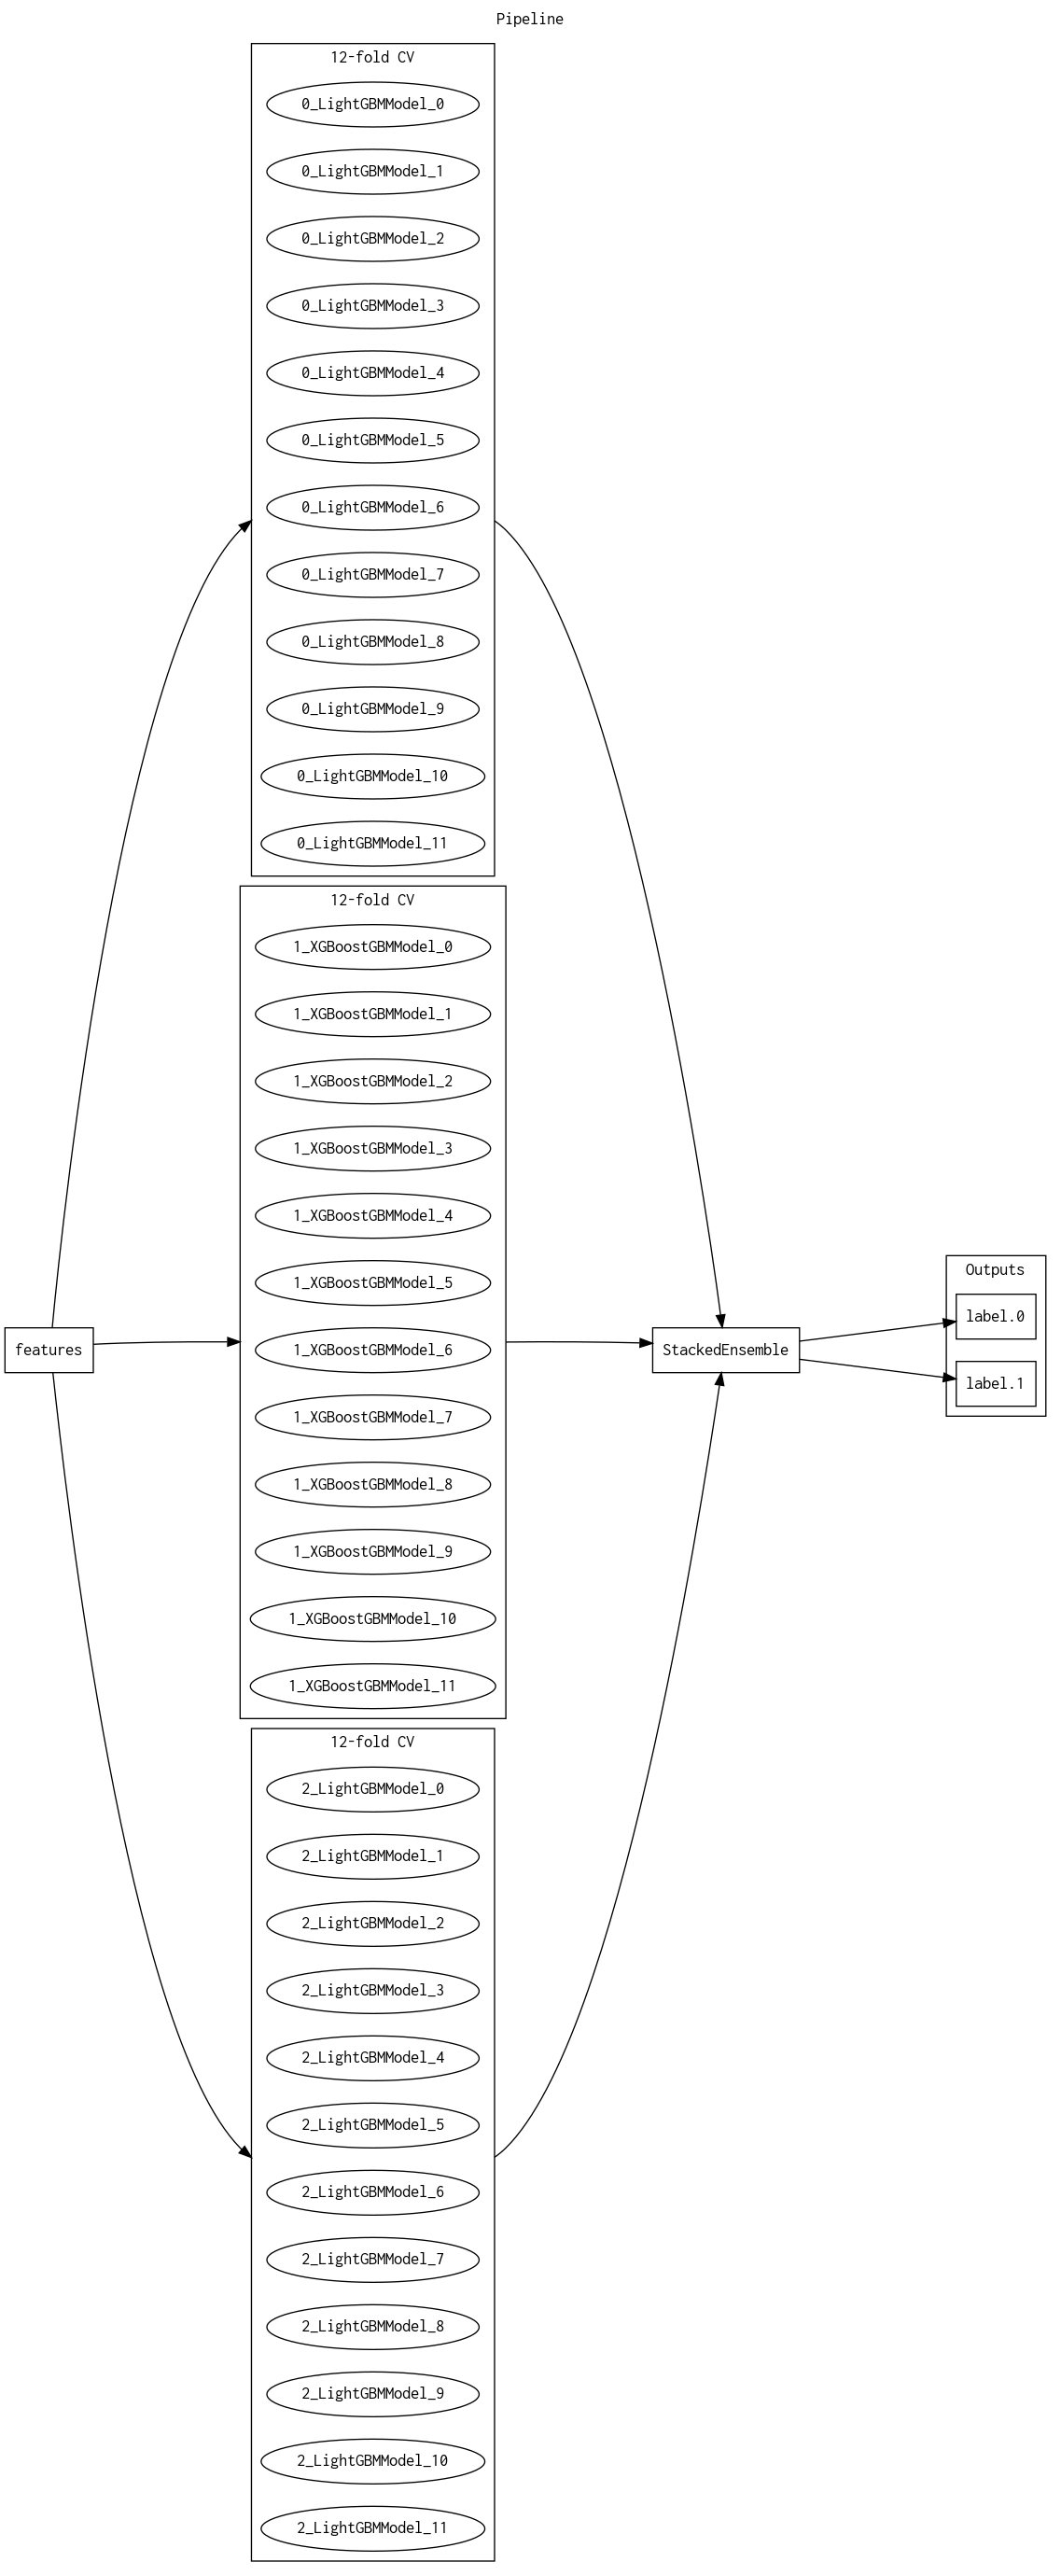 Pipeline
12-fold CV
0_LightGBMModel_0
0_LightGBMModel_1
0_LightGBMModel_2
0_LightGBMModel_3
0_LightGBMModel_4
0_LightGBMModel_5
0_LightGBMModel_6
0_LightGBMModel_7
0_LightGBMModel_8
0_LightGBMModel_9
0_LightGBMModel_10
0_LightGBMModel_11
12-fold CV
1_XGBoostGBMModel_0
1_XGBoostGBMModel_1
1_XGBoostGBMModel_2
1_XGBoostGBMModel_3
1_XGBoostGBMModel_4
1_XGBoostGBMModel_5
1_XGBoostGBMModel_6
1_XGBoostGBMModel_7
1_XGBoostGBMModel_8
1_XGBoostGBMModel_9
1_XGBoostGBMModel_10
1_XGBoostGBMModel_11
12-fold CV
2_LightGBMModel_0
2_LightGBMModel_1
2_LightGBMModel_2
2_LightGBMModel_3
2_LightGBMModel_4
2_LightGBMModel_5
2_LightGBMModel_6
2_LightGBMModel_7
2_LightGBMModel_8
2_LightGBMModel_9
2_LightGBMModel_10
2_LightGBMModel_11
features
StackedEnsemble
Outputs
label.0
label.1